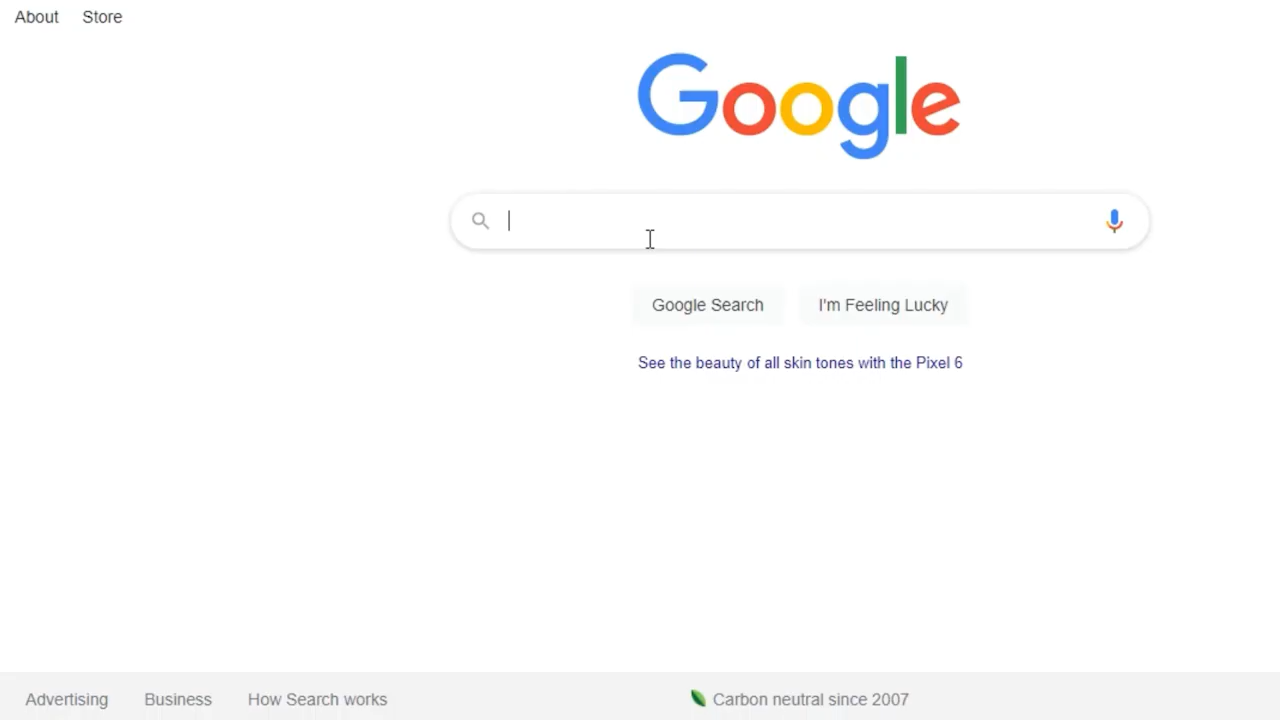 About Store
Google
Google Search I'm Feeling Lucky
See the beauty of all skin tones with the Pixel 6
Advertising Business How Search works Carbon neutral since 2007